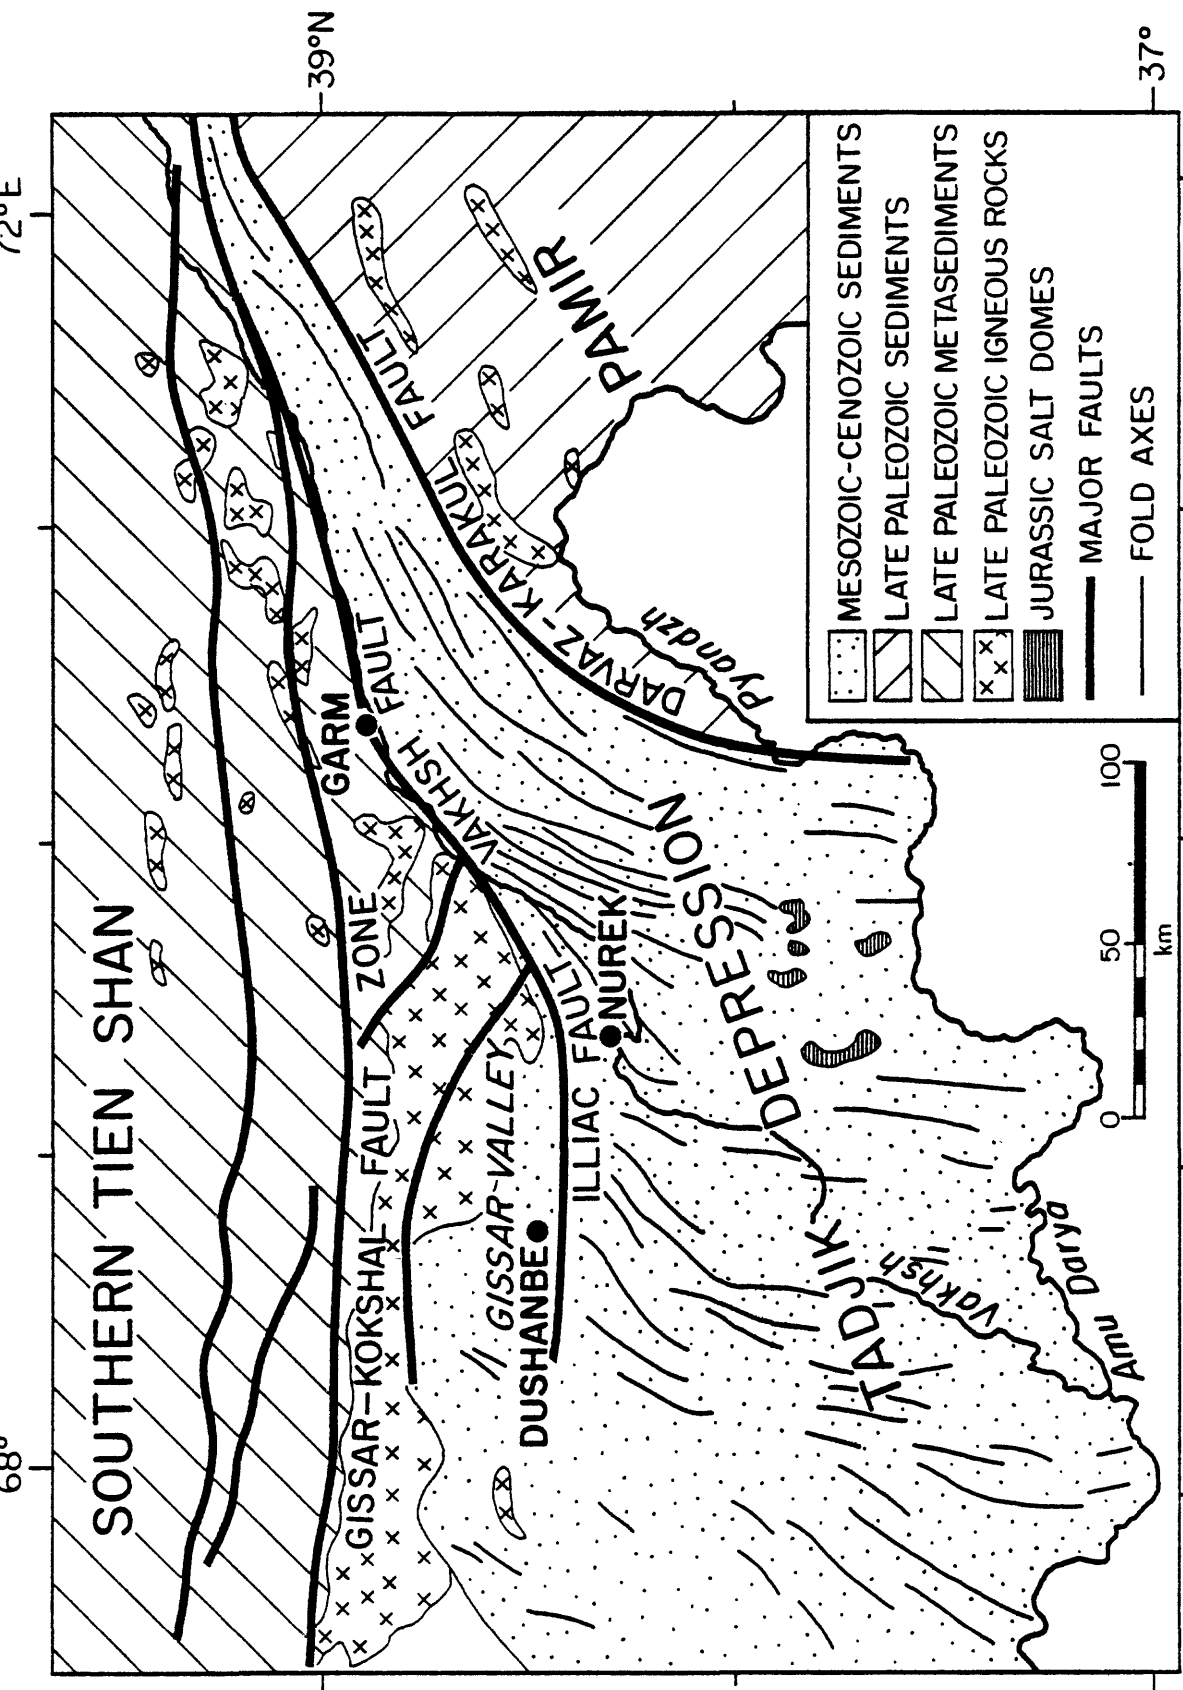 68°
72°E
39°N
37°
SOUTHERN TIEN SHAN
GISSAR-KOKSHAL FAULT ZONE
GARM
VAKHSH FAULT
DARVAZ-KARAKUL FAULT
PAMIR
GISSAR-VALLEY
DUSHANBE
ILLIAC FAULT
NUREK
Pyandzh
TADJIK DEPRESSION
Vakhsh
Amu Darya
0 50 100
km
MESOZOIC-CENOZOIC SEDIMENTS
LATE PALEOZOIC SEDIMENTS
LATE PALEOZOIC METASEDIMENTS
LATE PALEOZOIC IGNEOUS ROCKS
JURASSIC SALT DOMES
MAJOR FAULTS
FOLD AXES